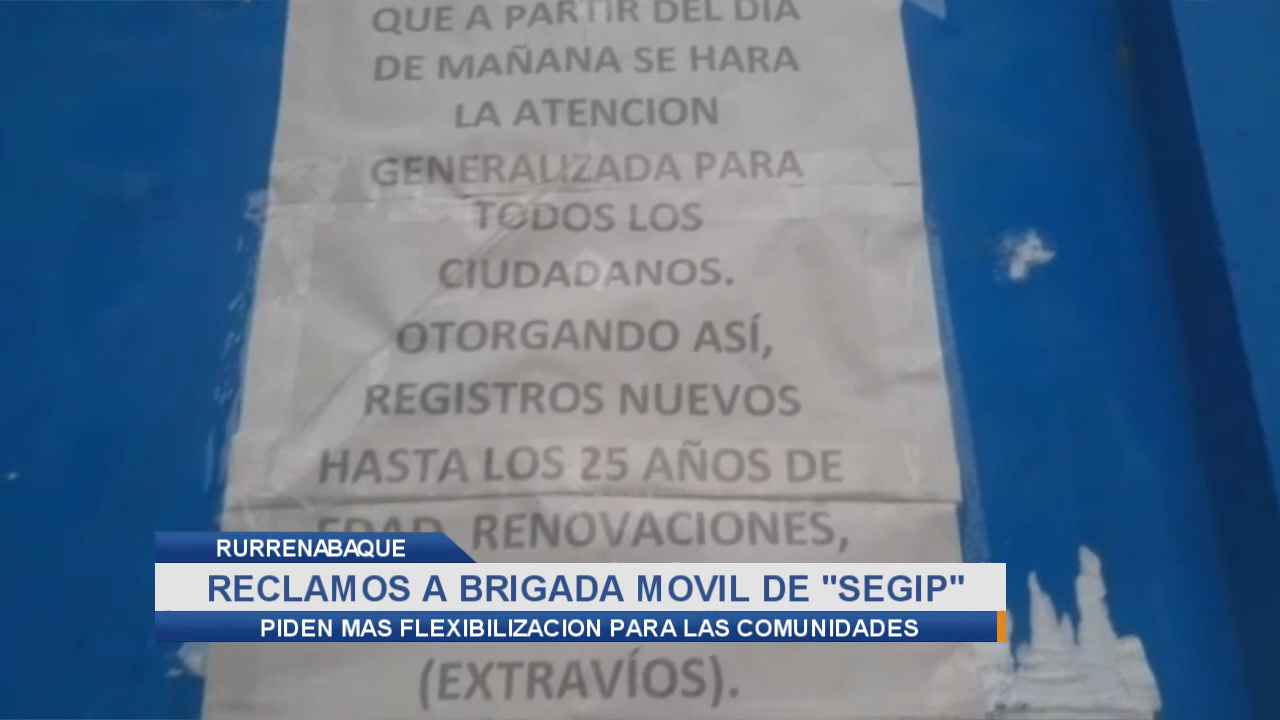 QUE A PARTIR DEL DIA
DE MAÑANA SE HARA
LA ATENCION
GENERALIZADA PARA
TODOS LOS
CIUDADANOS.
OTORGANDO ASÍ,
REGISTROS NUEVOS
HASTA LOS 25 AÑOS DE
EDAD, RENOVACIONES,
RURRENABAQUE
RECLAMOS A BRIGADA MOVIL DE "SEGIP"
PIDEN MAS FLEXIBILIZACION PARA LAS COMUNIDADES
(EXTRAVÍOS).